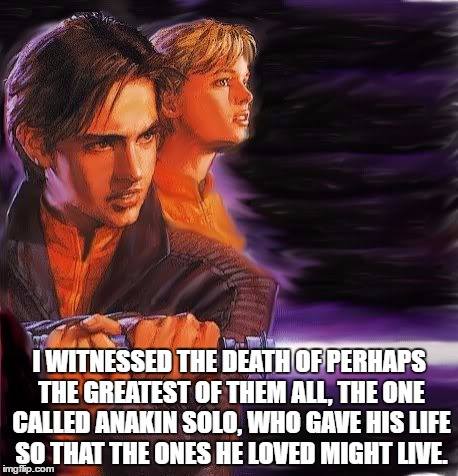 I WITNESSED THE DEATH OF PERHAPS
THE GREATEST OF THEM ALL, THE ONE
CALLED ANAKIN SOLO, WHO GAVE HIS LIFE
SO THAT THE ONES HE LOVED MIGHT LIVE.
imgflip.com